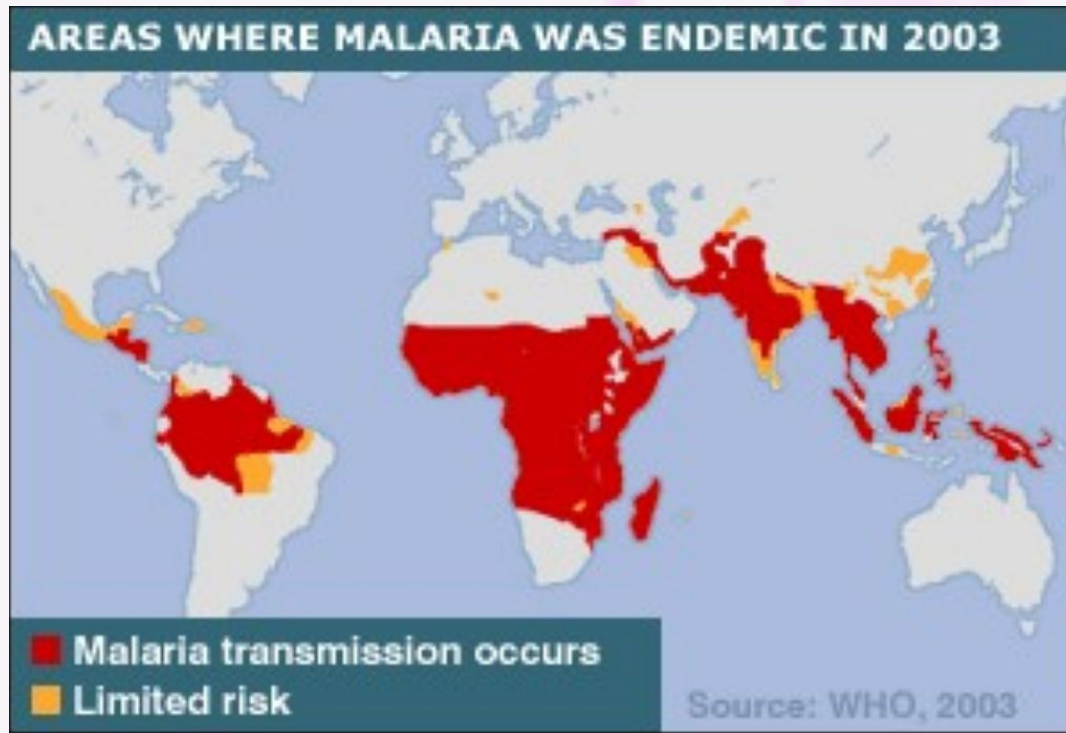 AREAS WHERE MALARIA WAS ENDEMIC IN 2003
Malaria transmission occurs
Limited risk
Source: WHO, 2003